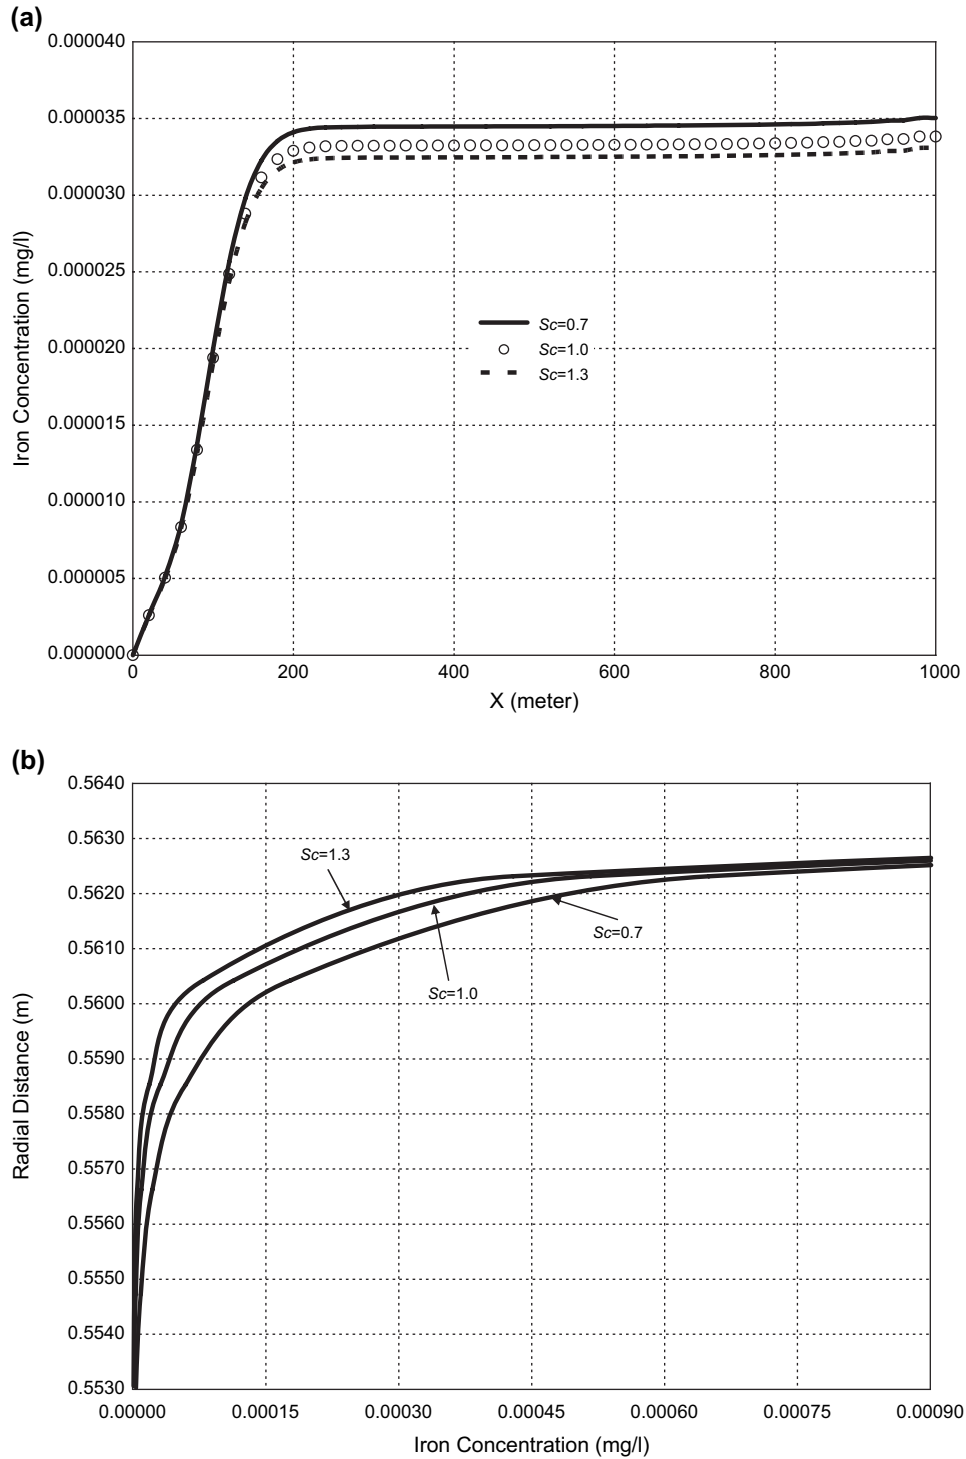 (a)
0.000040
0.000035
0.000030
0.000025
0.000020
0.000015
0.000010
0.000005
0.000000
Iron Concentration (mg/l)
Sc=0.7
Sc=1.0
Sc=1.3
0 200 400 600 800 1000
X (meter)
(b)
0.5640
0.5630
0.5620
0.5610
0.5600
0.5590
0.5580
0.5570
0.5560
0.5550
0.5540
0.5530
Radial Distance (m)
Sc=1.3
Sc=0.7
Sc=1.0
0.00000 0.00015 0.00030 0.00045 0.00060 0.00075 0.00090
Iron Concentration (mg/l)